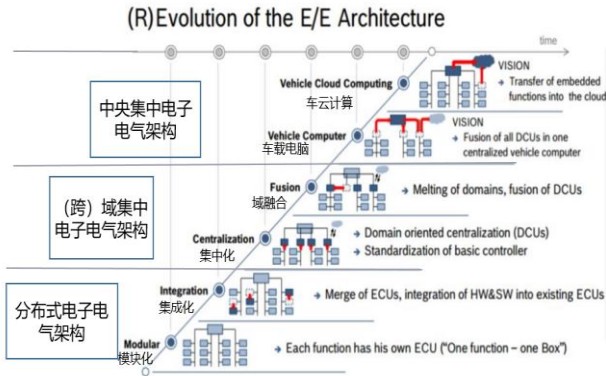 (R)Evolution of the E/E Architecture
time
中央集中电子
电气架构
Vehicle Cloud Computing
车云计算
VISION
→ Transfer of embedded
functions into the cloud
Vehicle Computer
车载电脑
VISION
→ Fusion of all DCUs in one
centralized vehicle computer
（跨）域集中
电子电气架构
Fusion
域融合
N
→ Melting of domains, fusion of DCUs
Centralization
集中化
N
→ Domain oriented centralization (DCUs)
→ Standardization of basic controller
分布式电子电
气架构
Integration
集成化
→ Merge of ECUs, integration of HW&SW into existing ECUs
Modular
模块化
→ Each function has his own ECU ("One function – one Box")